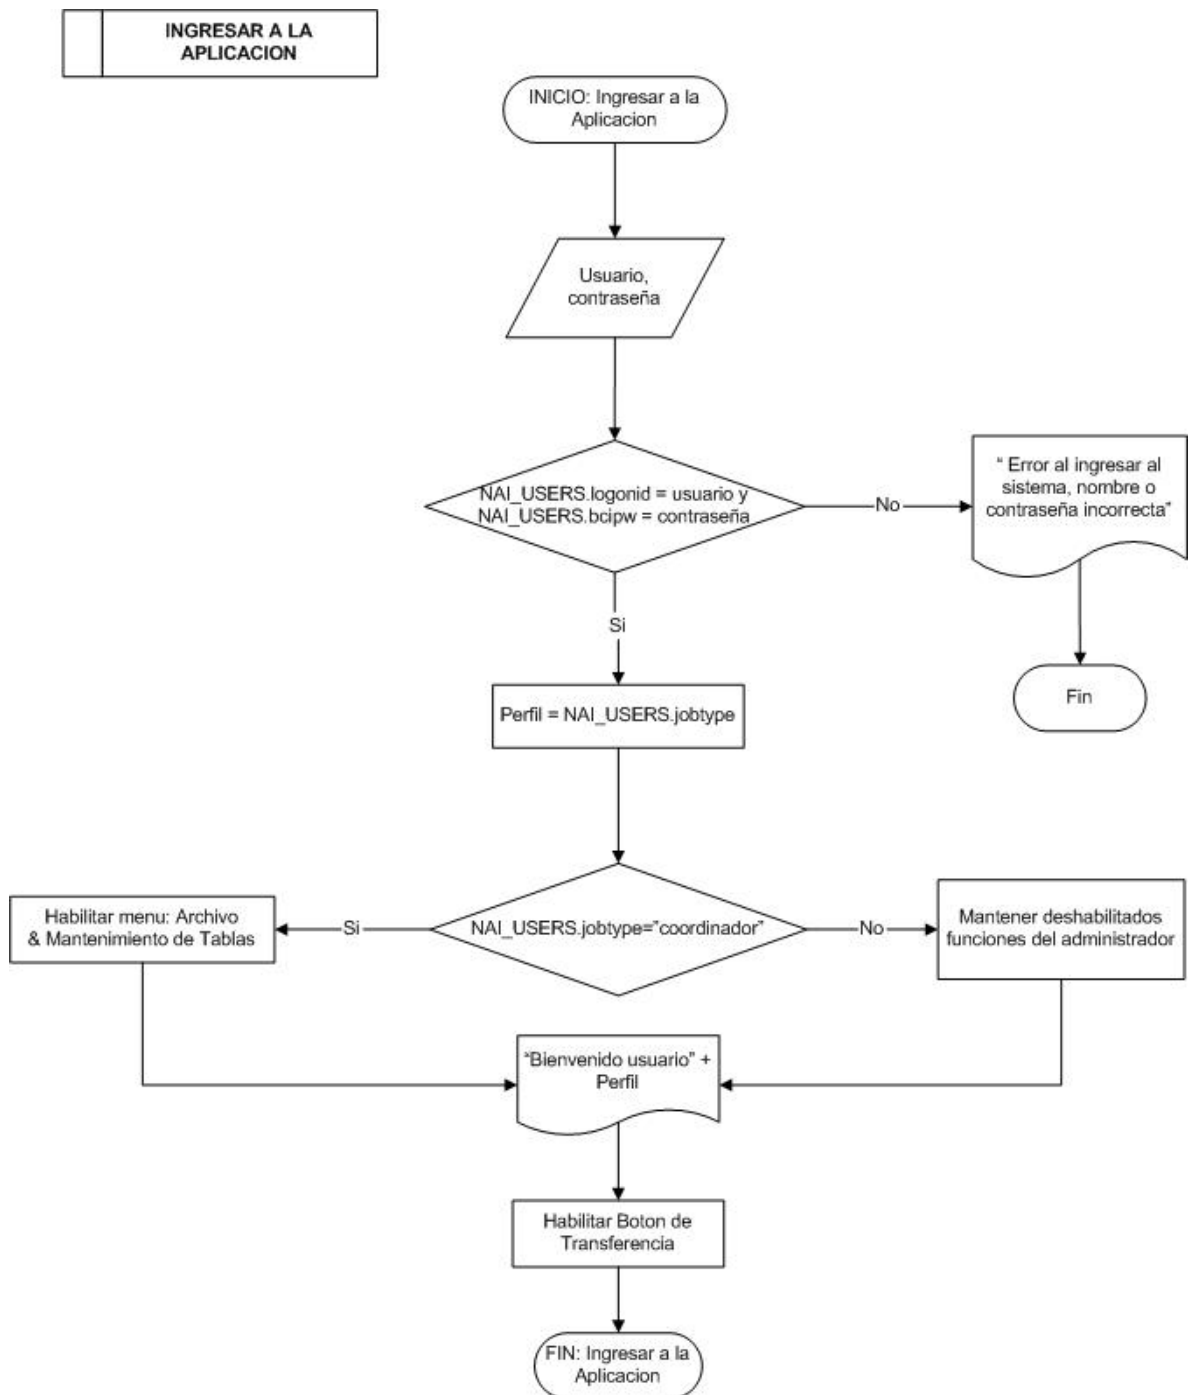 INGRESAR A LA
APLICACION
INICIO: Ingresar a la
Aplicacion
Usuario,
contraseña
NAI_USERS.logonid = usuario y
NAI_USERS.bcipw = contraseña
No
“ Error al ingresar al
sistema, nombre o
contraseña incorrecta”
Fin
Si
Perfil = NAI_USERS.jobtype
NAI_USERS.jobtype=”coordinador”
Si
Habilitar menu: Archivo
& Mantenimiento de Tablas
No
Mantener deshabilitados
funciones del administrador
“Bienvenido usuario” +
Perfil
Habilitar Boton de
Transferencia
FIN: Ingresar a la
Aplicacion